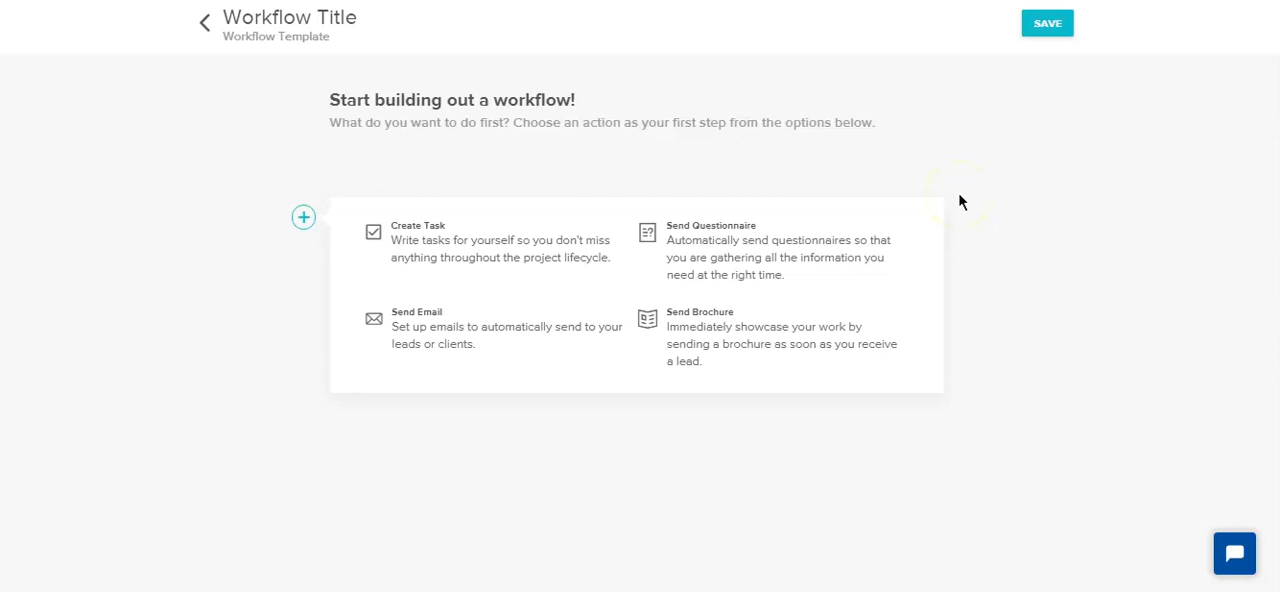 Workflow Title
Workflow Template
SAVE
Start building out a workflow!
What do you want to do first? Choose an action as your first step from the options below.
Create Task
Write tasks for yourself so you don't miss
anything throughout the project lifecycle.
Send Questionnaire
Automatically send questionnaires so that
you are gathering all the information you
need at the right time.
Send Email
Set up emails to automatically send to your
leads or clients.
Send Brochure
Immediately showcase your work by
sending a brochure as soon as you receive
a lead.